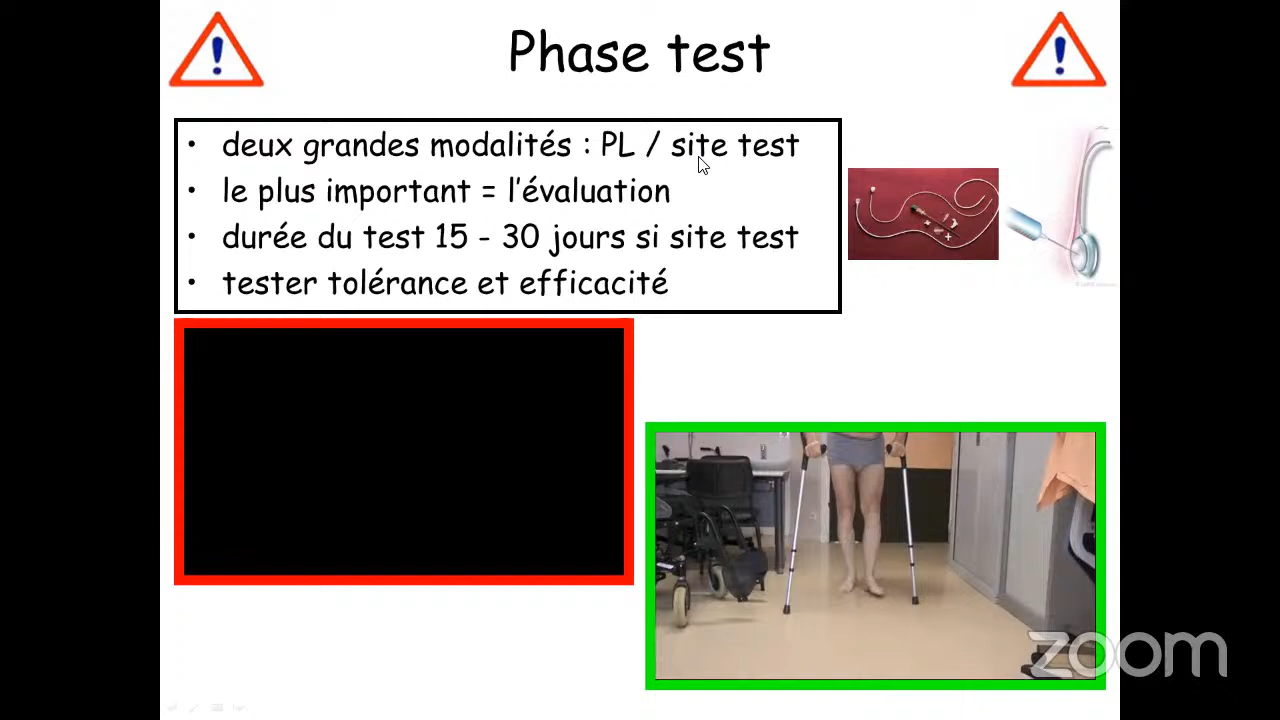 Phase test
• deux grandes modalités : PL / site test
• le plus important = l'évaluation
• durée du test 15 - 30 jours si site test
• tester tolérance et efficacité
zoom